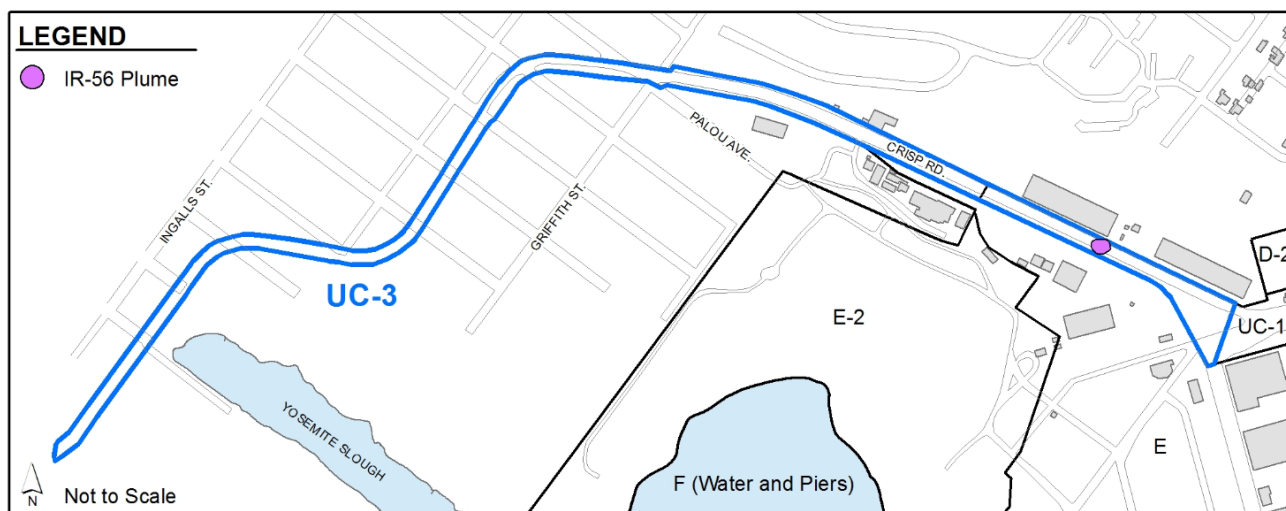 LEGEND
IR-56 Plume
PALOU AVE.
CRISP RD.
INGALLS ST.
GRIFFITH ST.
D-2
UC-3
E-2
UC-1
YOSEMITE SLOUGH
E
F (Water and Piers)
N
Not to Scale